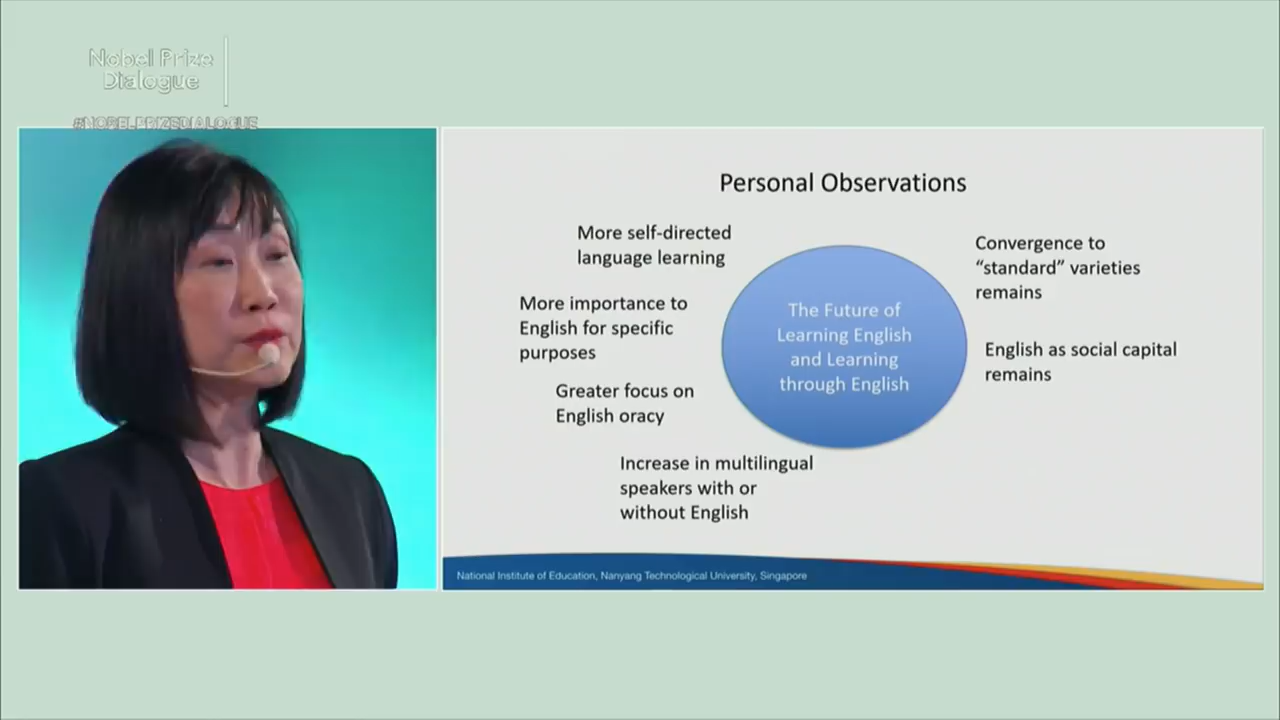 Nobel Prize
Dialogue
#NOBELPRIZEDIALOGUE
Personal Observations
More self-directed
language learning
More importance to
English for specific
purposes
Greater focus on
English oracy
Increase in multilingual
speakers with or
without English
The Future of
Learning English
and Learning
through English
Convergence to
“standard” varieties
remains
English as social capital
remains
National Institute of Education, Nanyang Technological University, Singapore